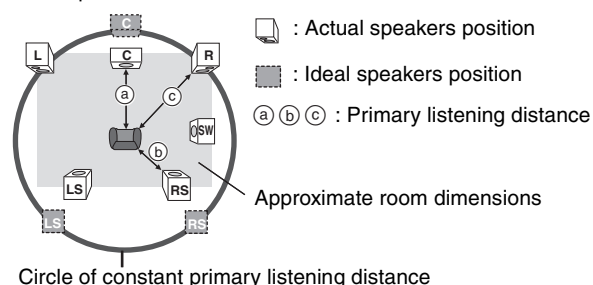 C
L C R
: Actual speakers position
: Ideal speakers position
a b c : Primary listening distance
a c
SW
b
LS RS
Approximate room dimensions
LS RS
Circle of constant primary listening distance